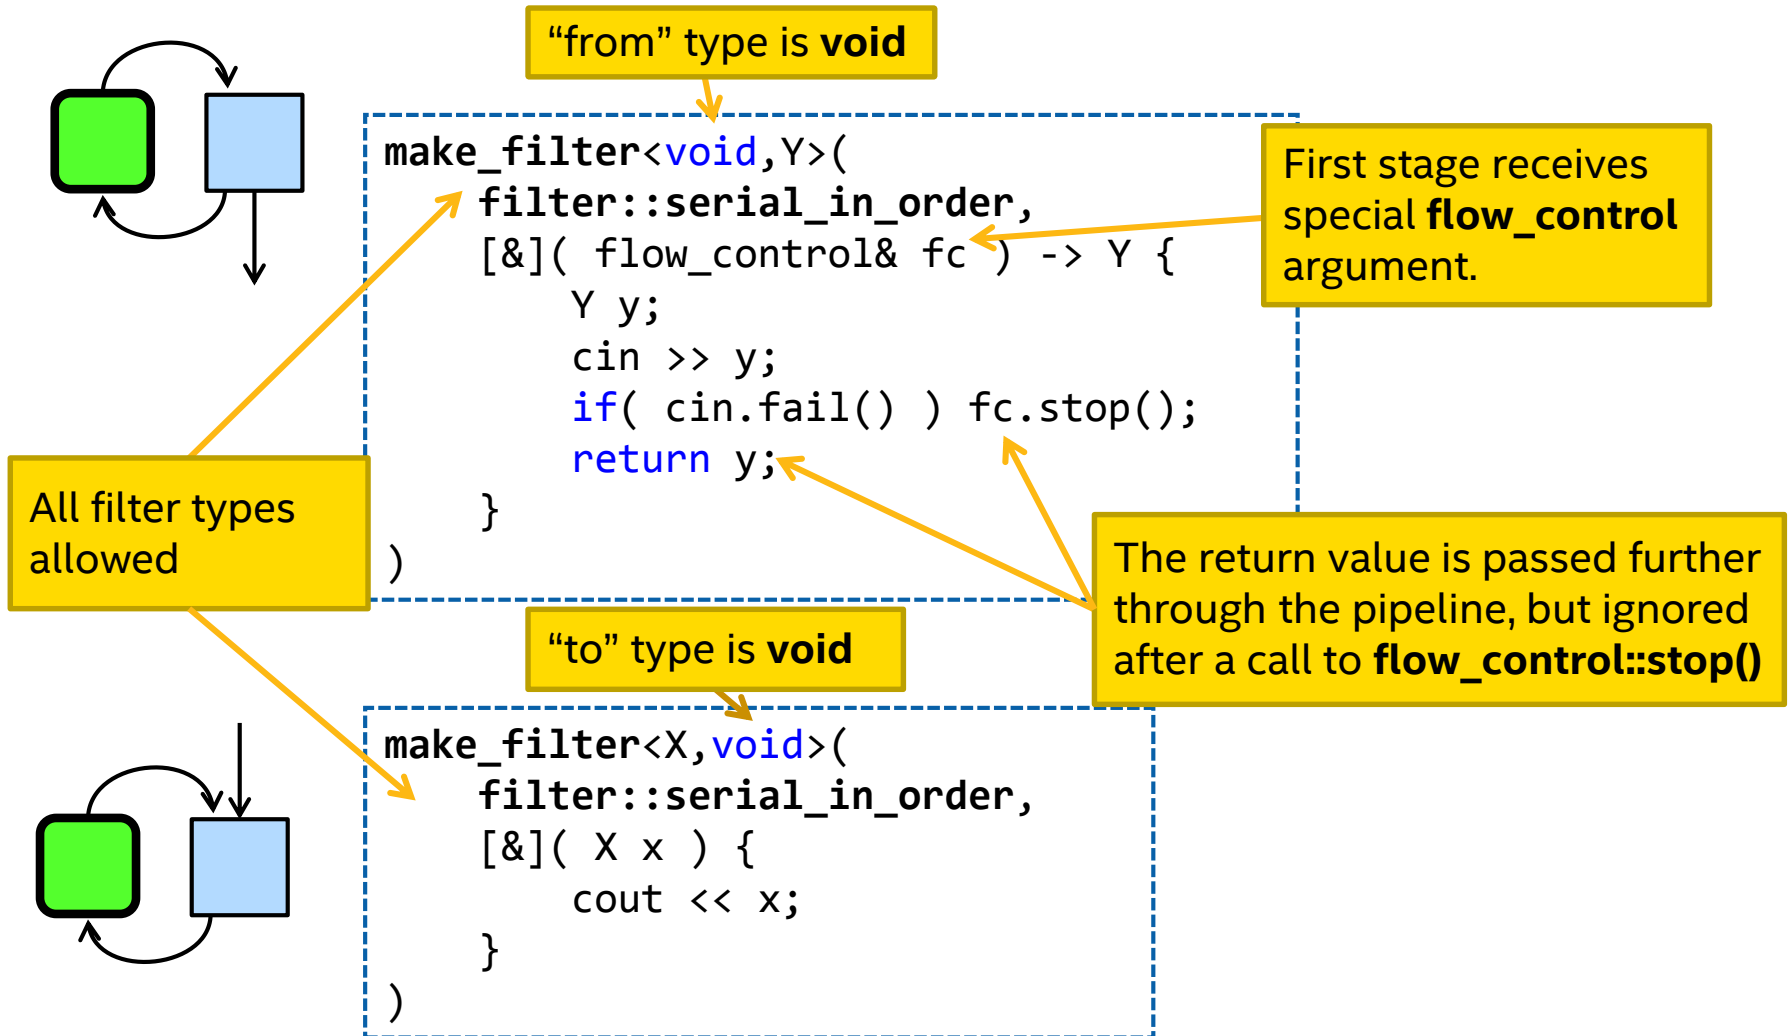 “from” type is void
make_filter<void,Y>(
    filter::serial_in_order,
    [&]( flow_control& fc ) -> Y {
        Y y;
        cin >> y;
        if( cin.fail() ) fc.stop();
        return y;
    }
)
First stage receives
special flow_control
argument.
All filter types
allowed
The return value is passed further
through the pipeline, but ignored
after a call to flow_control::stop()
“to” type is void
make_filter<X,void>(
    filter::serial_in_order,
    [&]( X x ) {
        cout << x;
    }
)